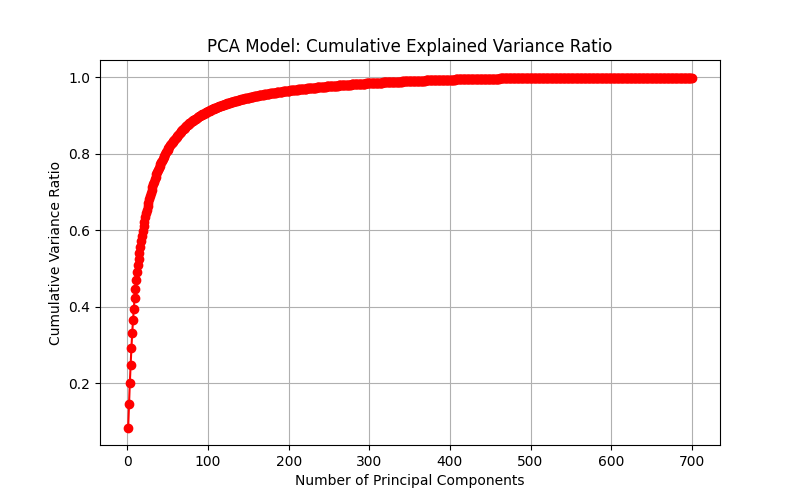 PCA Model: Cumulative Explained Variance Ratio
1.0
0.8
0.6
0.4
0.2
Cumulative Variance Ratio
0 100 200 300 400 500 600 700
Number of Principal Components